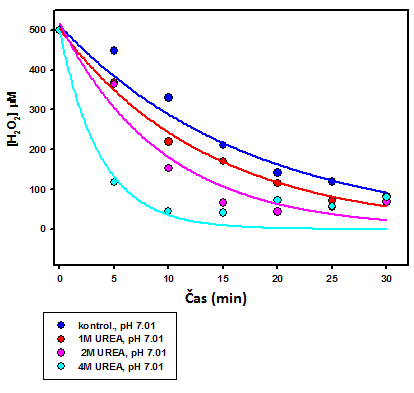 500
400
300
200
100
0
[H2O2] µM
0 5 10 15 20 25 30
Čas (min)
kontrol., pH 7.01
1M UREA, pH 7.01
2M UREA, pH 7.01
4M UREA, pH 7.01